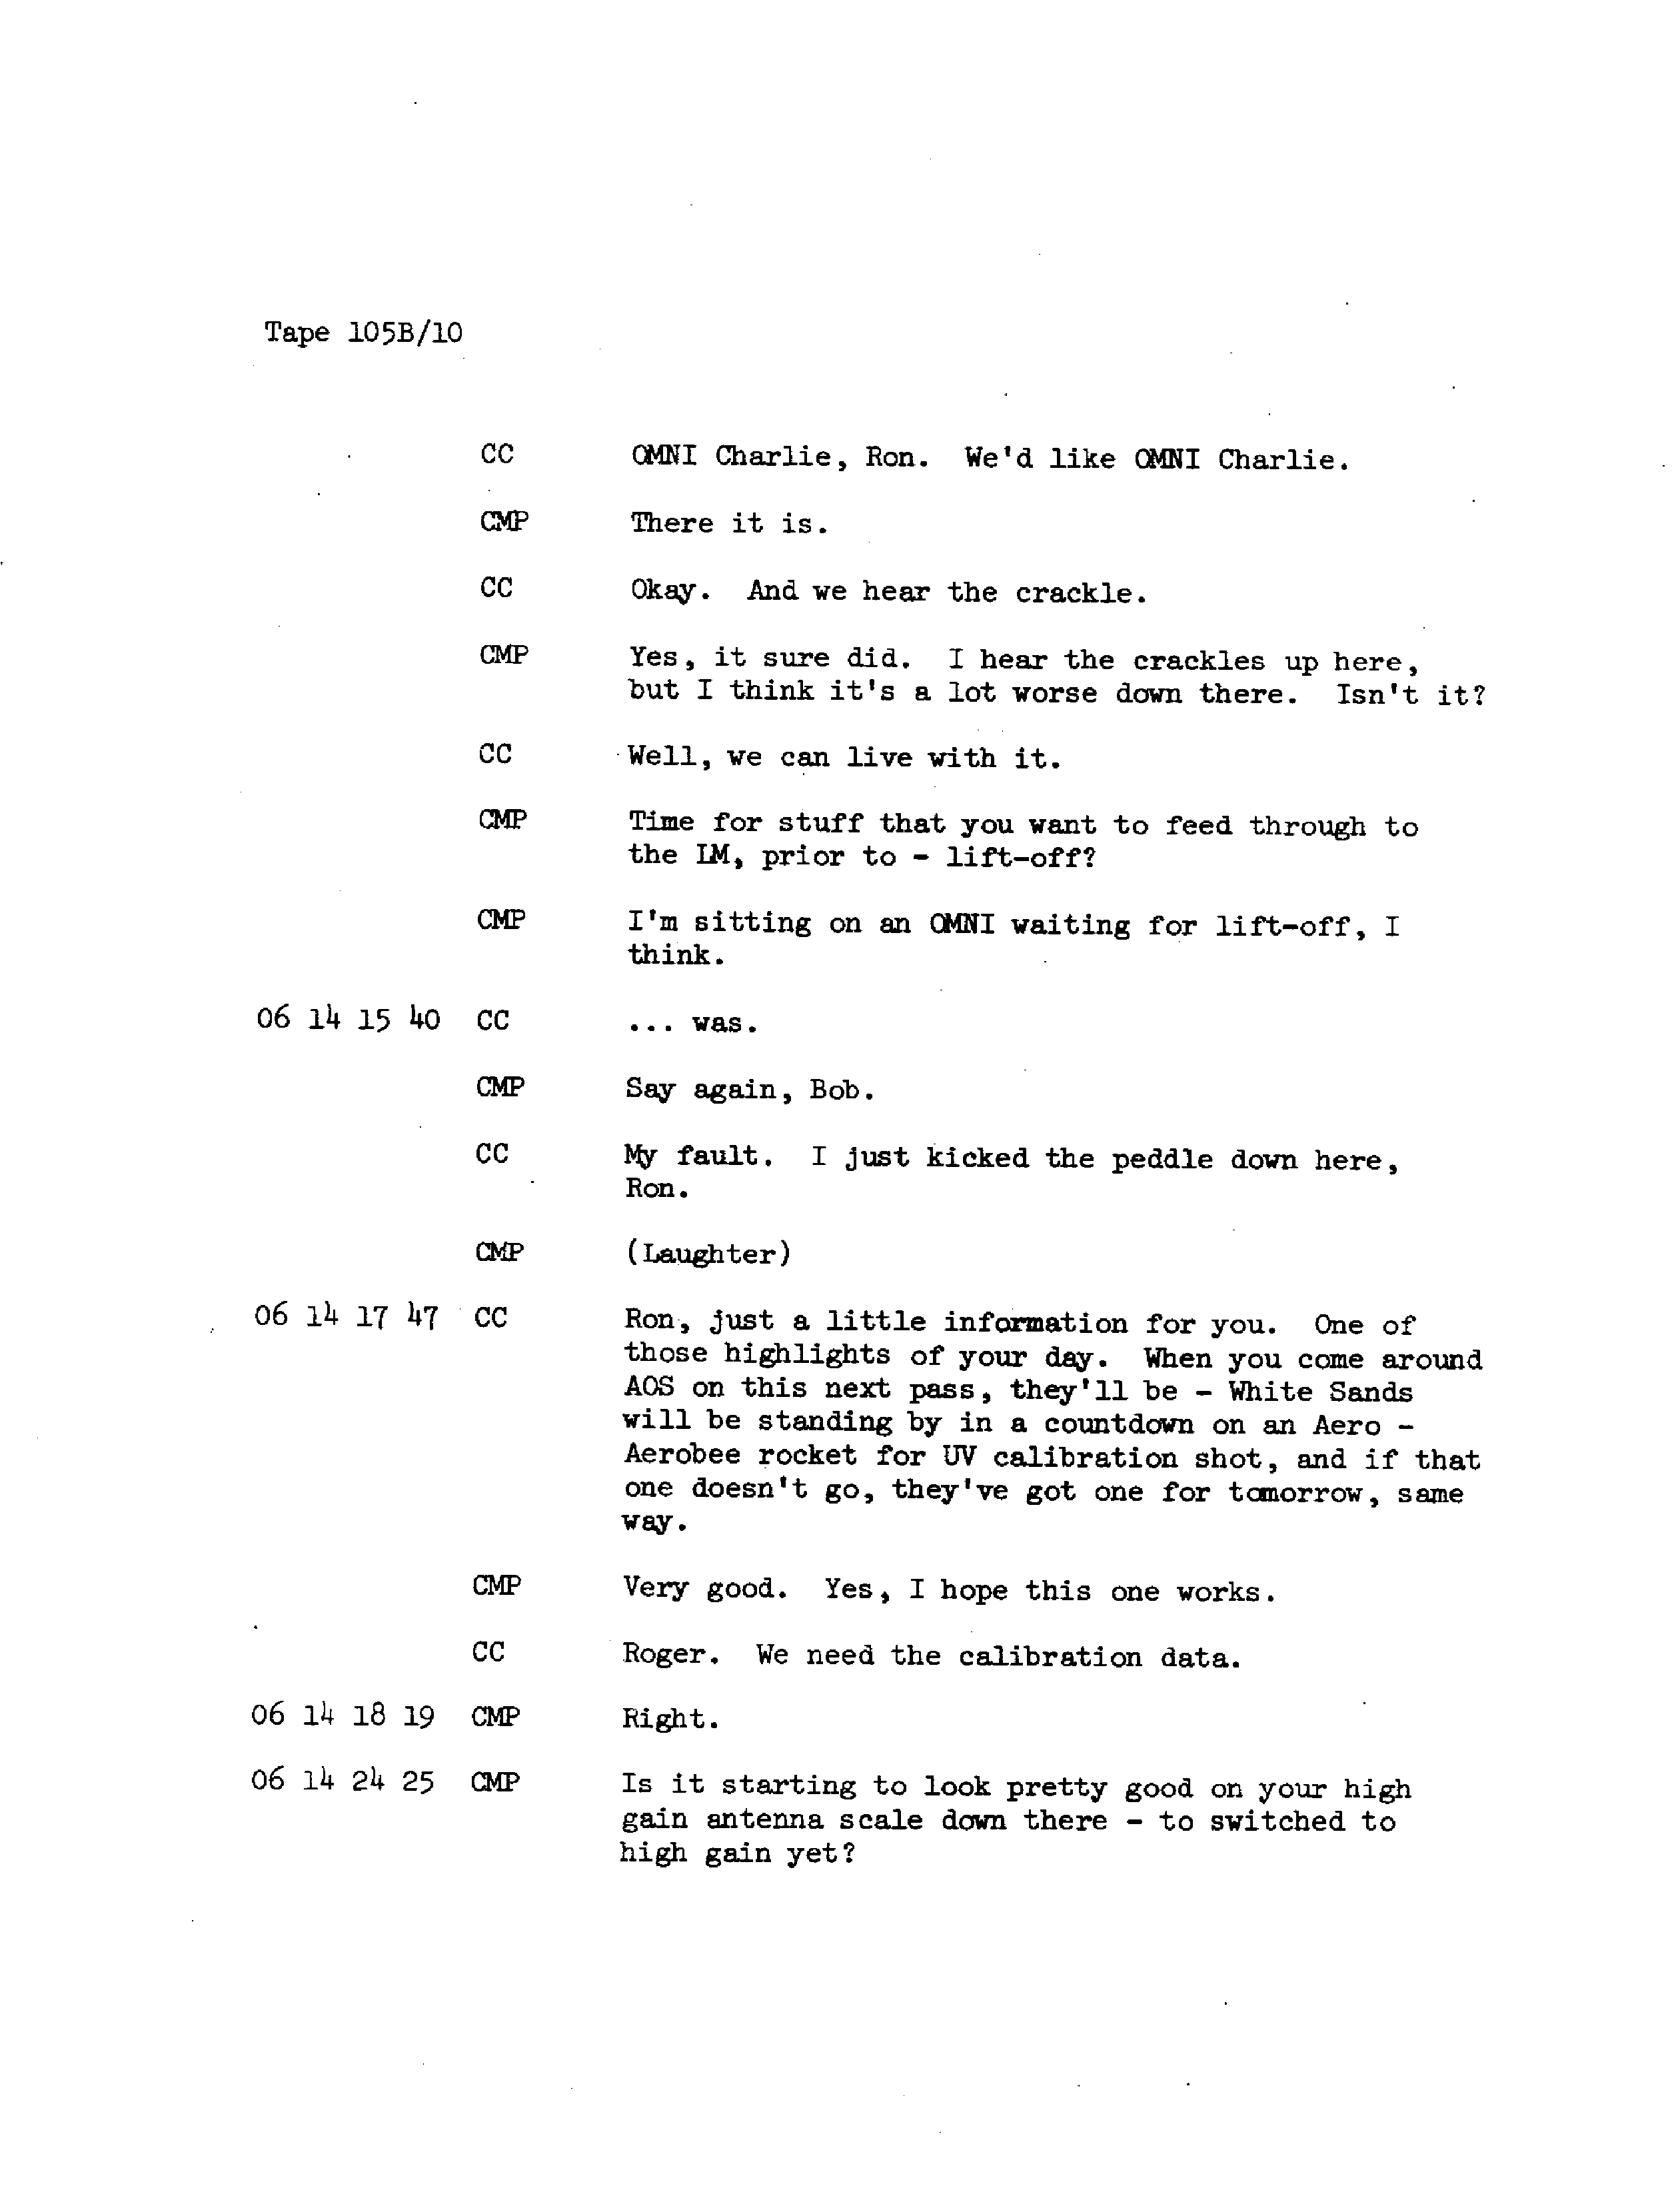 Tape 105B/10
CC OMNI Charlie, Ron. We'd like OMNI Charlie.
CMP There it is.
CC Okay. And we hear the crackle.
CMP Yes, it sure did. I hear the crackles up here,
but I think it's a lot worse down there. Isn't it?
CC Well, we can live with it.
CMP Time for stuff that you want to feed through to
the LM, prior to - lift-off?
CMP I'm sitting on an OMNI waiting for lift-off, I
think.
06 14 15 40 CC ... was.
CMP Say again, Bob.
CC My fault. I just kicked the peddle down here,
Ron.
CMP (Laughter)
06 14 17 47 CC Ron, just a little information for you. One of
those highlights of your day. When you come around
AOS on this next pass, they'll be - White Sands
will be standing by in a countdown on an Aero -
Aerobee rocket for UV calibration shot, and if that
one doesn't go, they've got one for tomorrow, same
way.
CMP Very good. Yes, I hope this one works.
CC Roger. We need the calibration data.
06 14 18 19 CMP Right.
06 14 24 25 CMP Is it starting to look pretty good on your high
gain antenna scale down there - to switched to
high gain yet?